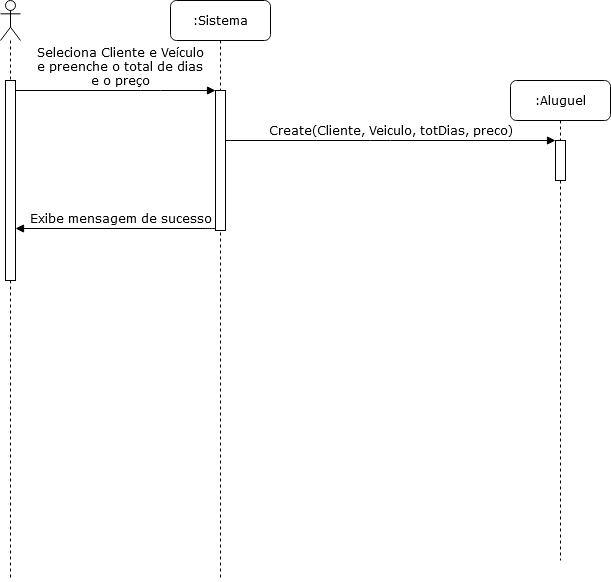 :Sistema
Seleciona Cliente e Veículo
e preenche o total de dias
e o preço
:Aluguel
Create(Cliente, Veiculo, totDias, preco)
Exibe mensagem de sucesso